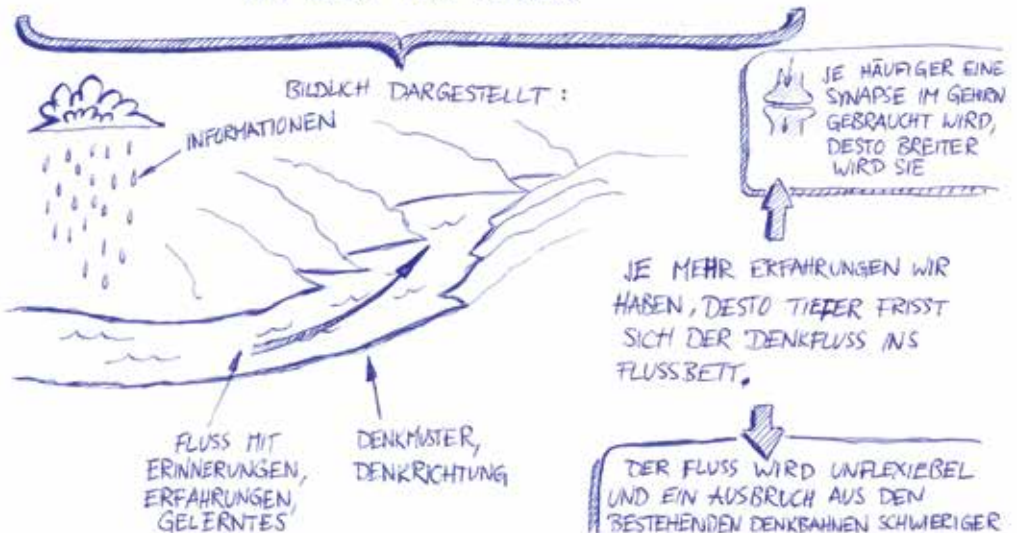 BILDLICH DARGESTELLT :
INFORMATIONEN
JE HÄUFIGER EINE
SYNAPSE IM GEHRN
GEBRAUCHT WIRD,
DESTO BREITER
WIRD SIE
JE MEHR ERFAHRUNGEN WIR
HABEN, DESTO TIEFER FRISST
SICH DER DENKFLUSS INS
FLUSSBETT.
FLUSS MIT
ERINNERUNGEN,
ERFAHRUNGEN,
GELERNTES
DENKMUSTER,
DENKRICHTUNG
DER FLUSS WIRD UNFLEXIEBEL
UND EIN AUSBRUCH AUS DEN
BESTEHENDEN DENKBAHNEN SCHWIERIGER